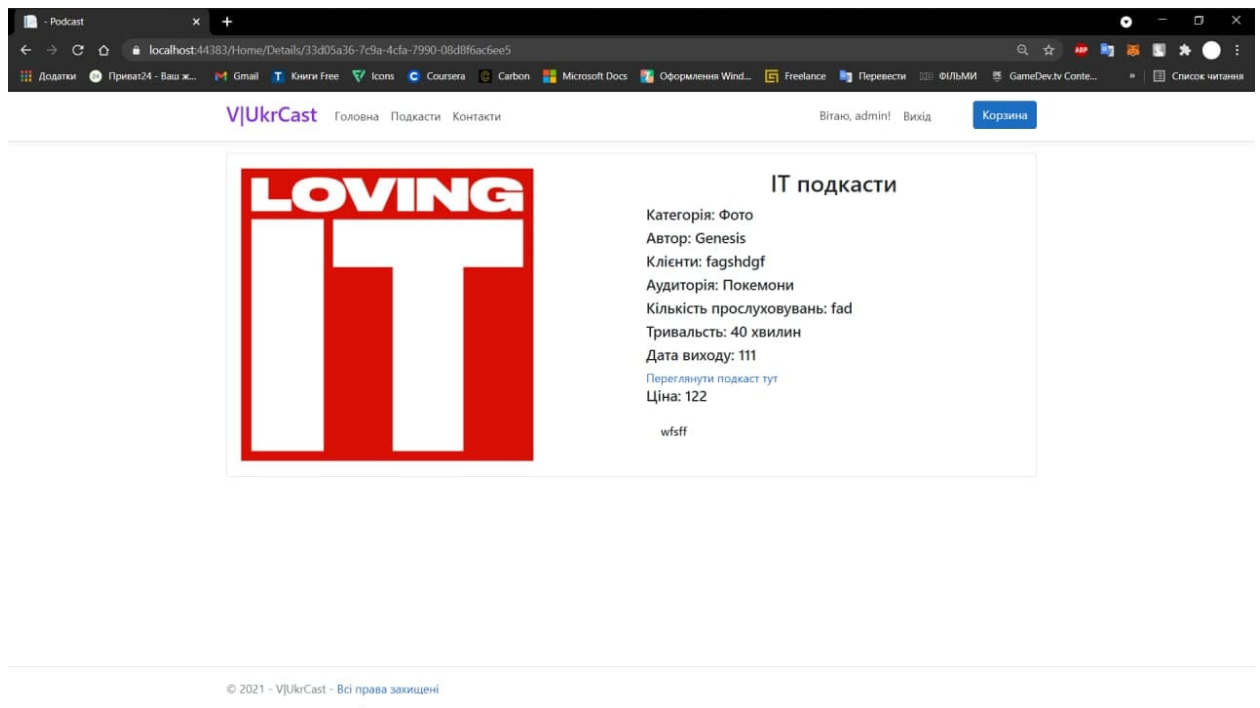 - Podcast
localhost:44383/Home/Details/33d05a36-7c9a-4cfa-7990-08d8f6ac6ee5
Додатки Приват24 - Ваш ж... Gmail Книги Free Icons Coursera Carbon Microsoft Docs Оформлення Wind... Freelance Перевести ФІЛЬМИ GameDev.tv Conte... » Список читання
V|UkrCast Головна Подкасти Контакти Вітаю, admin! Вихід Корзина
LOVING
IT
IT подкасти
Категорія: Фото
Автор: Genesis
Клієнти: fagshdgf
Аудиторія: Покемони
Кількість прослуховувань: fad
Тривальсть: 40 хвилин
Дата виходу: 111
Переглянути подкаст тут
Ціна: 122
wfsff
© 2021 - V|UkrCast - Всі права захищені